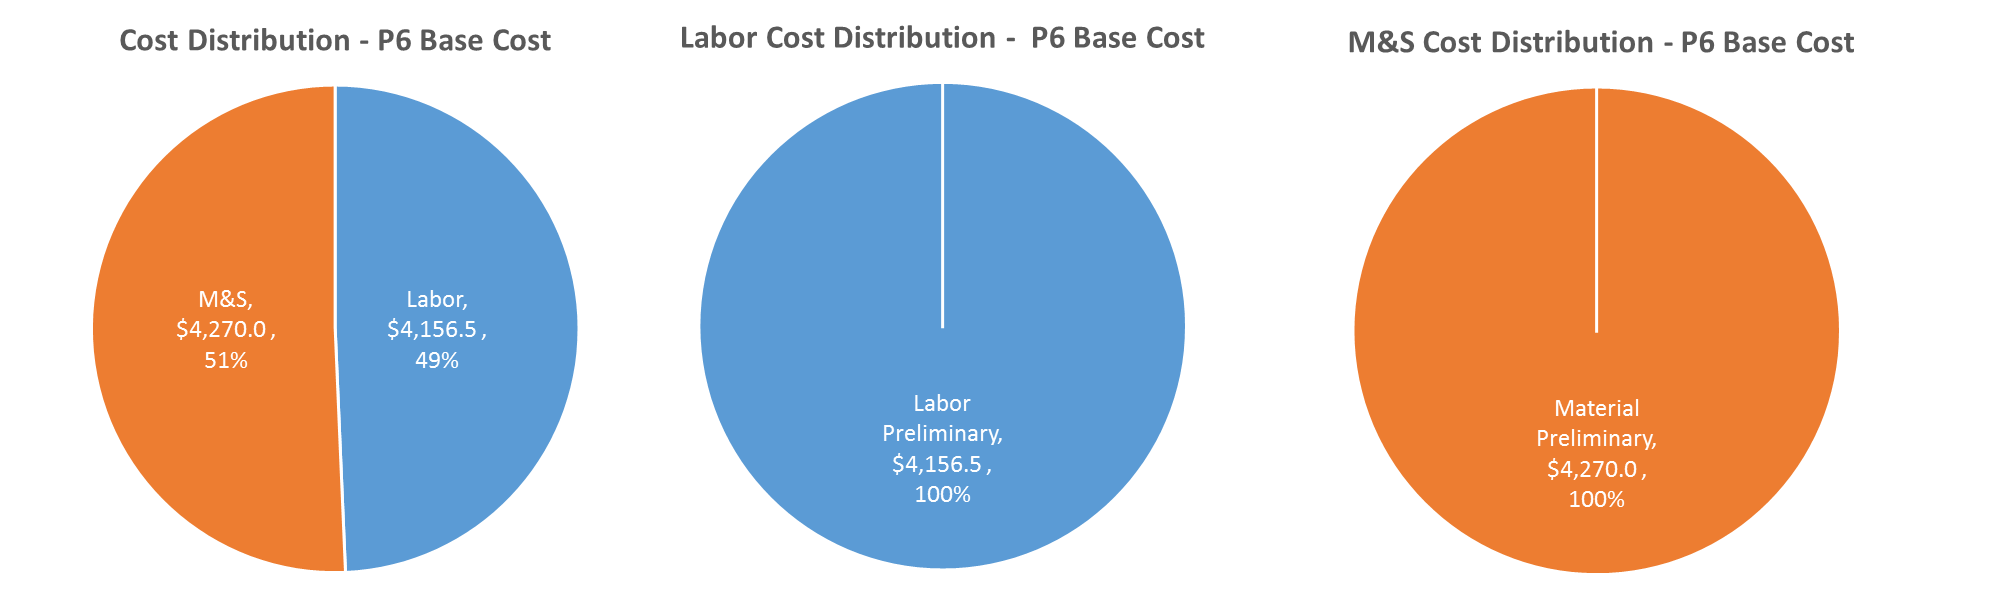 Cost Distribution - P6 Base Cost
M&S,
$4,270.0 ,
51%
Labor,
$4,156.5 ,
49%
Labor Cost Distribution -  P6 Base Cost
Labor
Preliminary,
$4,156.5 ,
100%
M&S Cost Distribution - P6 Base Cost
Material
Preliminary,
$4,270.0 ,
100%